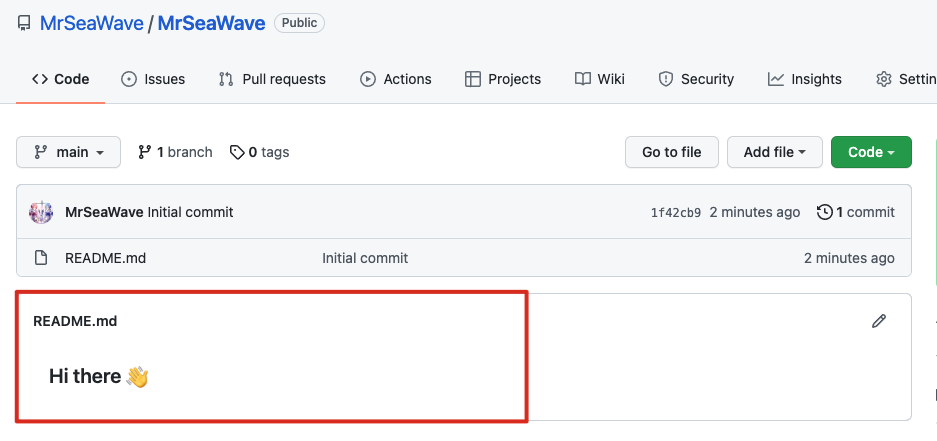 MrSeaWave / MrSeaWave Public
Code Issues Pull requests Actions Projects Wiki Security Insights Settin
main 1 branch 0 tags Go to file Add file Code
MrSeaWave Initial commit 1f42cb9 2 minutes ago 1 commit
README.md Initial commit 2 minutes ago
README.md
Hi there 👋